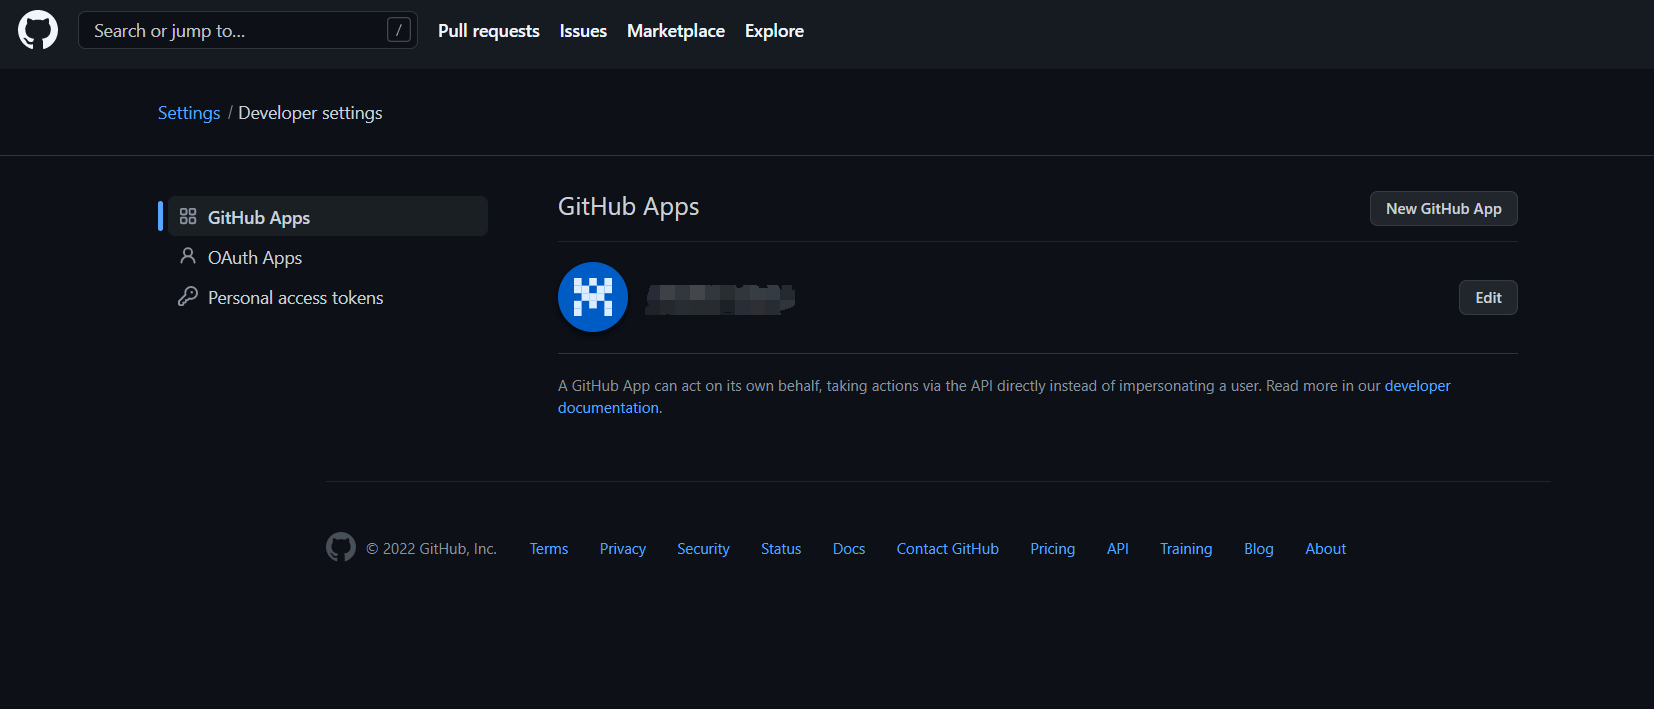 Search or jump to... /
Pull requests Issues Marketplace Explore
Settings / Developer settings
GitHub Apps
OAuth Apps
Personal access tokens
GitHub Apps
New GitHub App
Edit
A GitHub App can act on its own behalf, taking actions via the API directly instead of impersonating a user. Read more in our developer
documentation.
© 2022 GitHub, Inc. Terms Privacy Security Status Docs Contact GitHub Pricing API Training Blog About